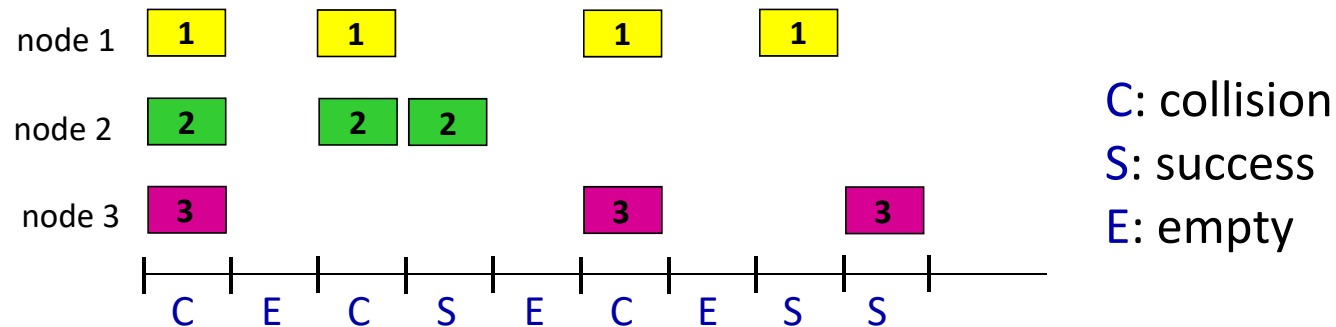 node 1 1 1 1 1
node 2 2 2 2
node 3 3 3 3
C E C S E C E S S
C: collision
S: success
E: empty